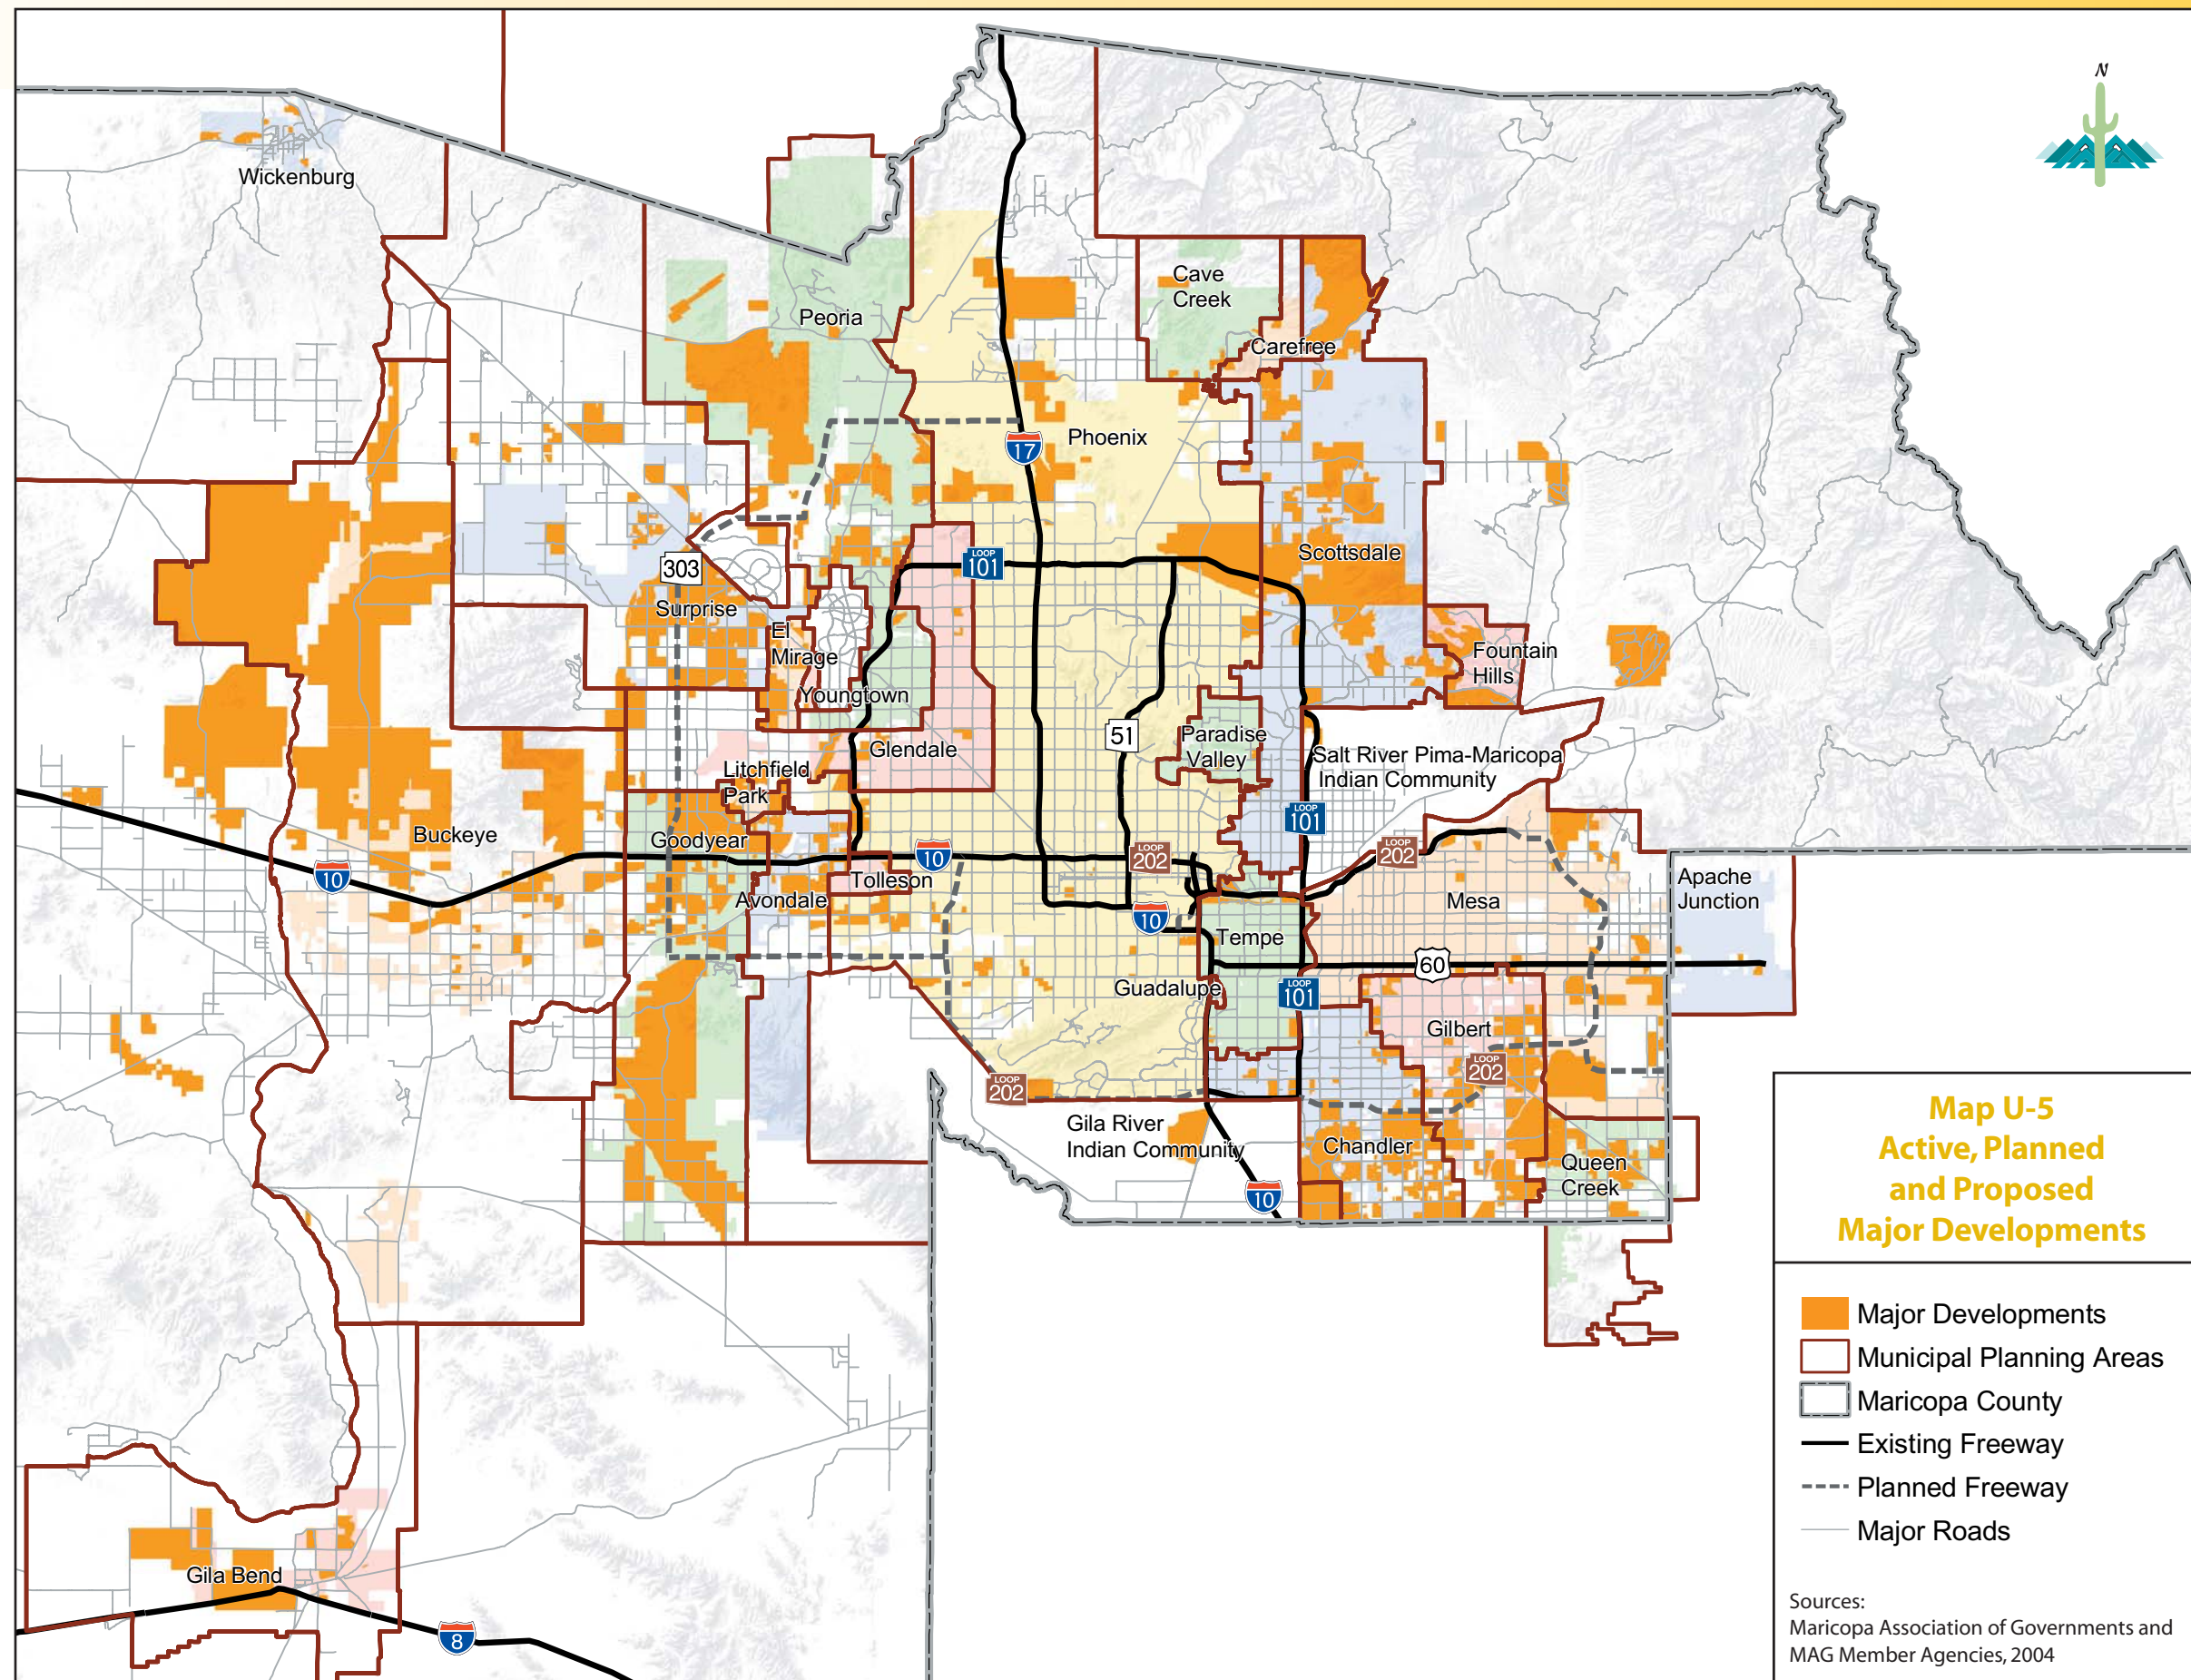 N
Wickenburg
Cave
Creek
Peoria
Carefree
17
Phoenix
LOOP
101
Scottsdale
303
Surprise
El
Mirage
Fountain
Hills
Youngtown
51
Paradise
Valley
Glendale
Salt River Pima-Maricopa
Indian Community
Litchfield
Park
LOOP
101
Buckeye
Goodyear
10
LOOP
202
LOOP
202
10
Tolleson
Apache
Junction
Avondale
Mesa
10
Tempe
60
Guadalupe
LOOP
101
Gilbert
LOOP
202
LOOP
202
Gila River
Indian Community
Chandler
Queen
Creek
10
Gila Bend
8
Map U-5
Active, Planned
and Proposed
Major Developments
Major Developments
Municipal Planning Areas
Maricopa County
Existing Freeway
Planned Freeway
Major Roads
Sources:
Maricopa Association of Governments and
MAG Member Agencies, 2004